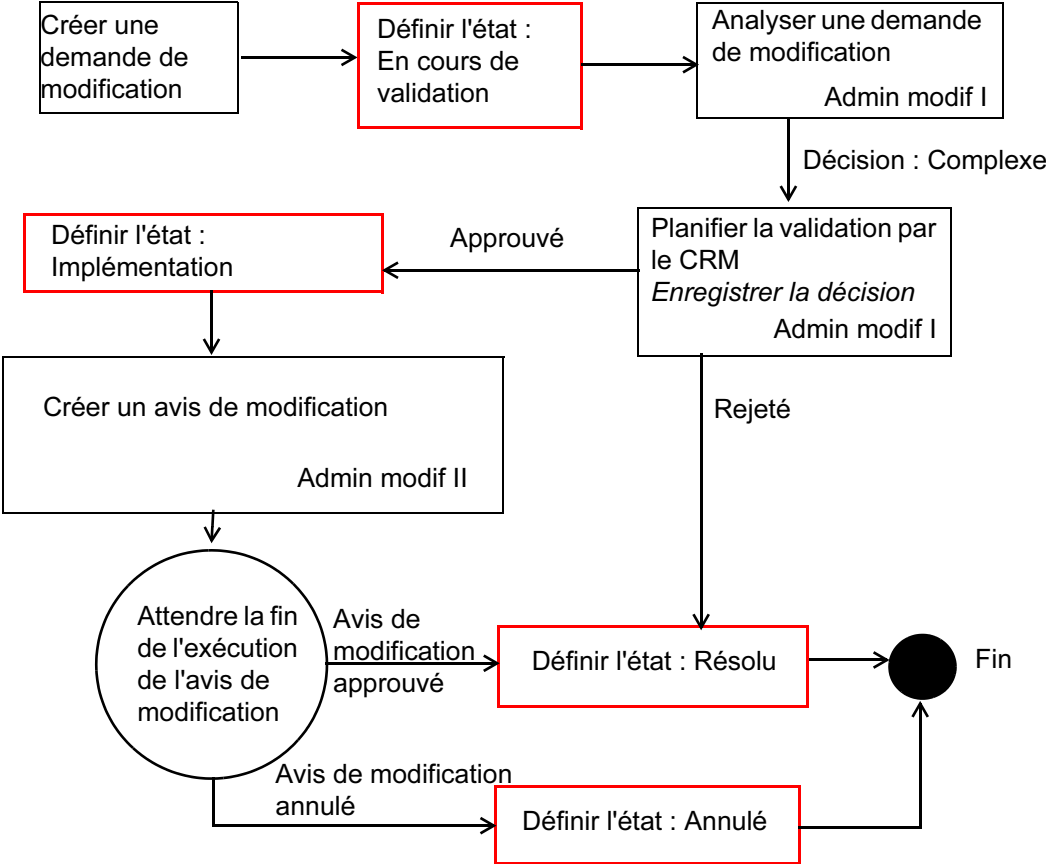 Créer une
demande de
modification
Définir l'état :
En cours de
validation
Analyser une demande
de modification
Admin modif I
Décision : Complexe
Planifier la validation par
le CRM
Enregistrer la décision
Admin modif I
Approuvé
Définir l'état :
Implémentation
Créer un avis de modification
Admin modif II
Rejeté
Attendre la fin
de l'exécution
de l'avis de
modification
Avis de
modification
approuvé
Définir l'état : Résolu
Fin
Avis de modification
annulé
Définir l'état : Annulé